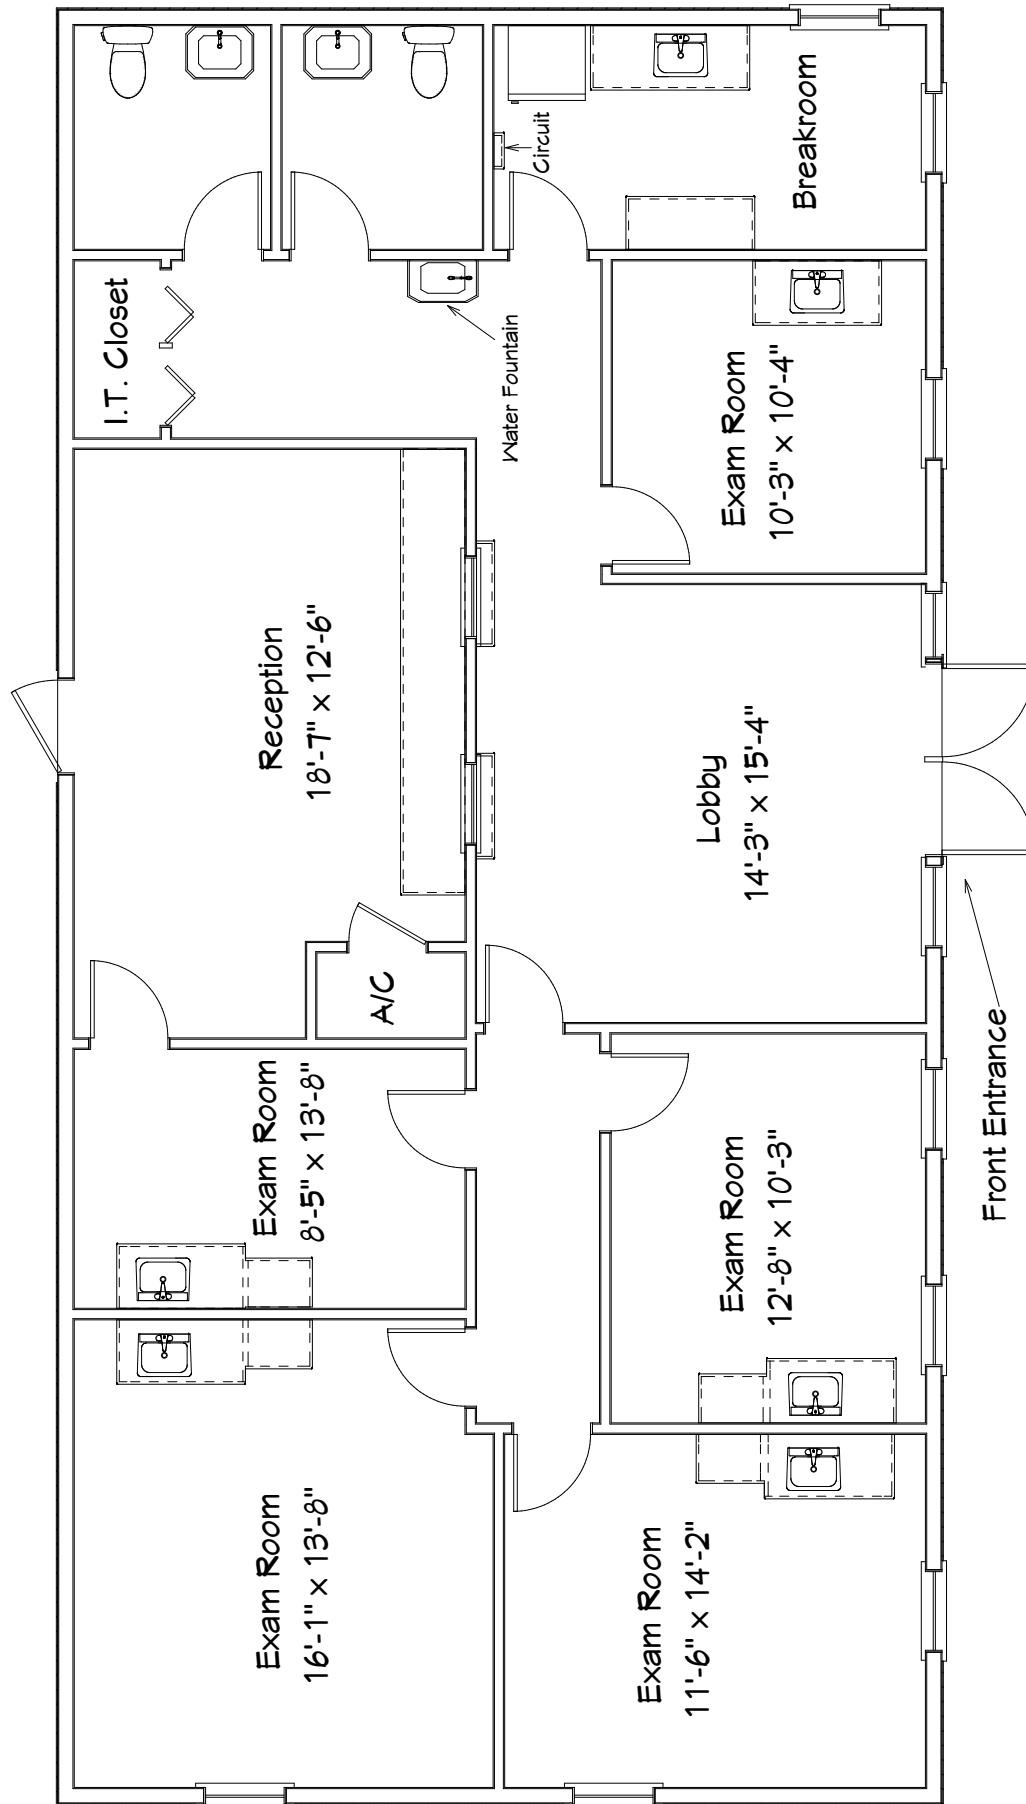 Exam Room
16'-1" x 13'-8"
Exam Room
8'-5" x 13'-8"
Reception
18'-7" x 12'-6"
I.T. Closet
A/C
Water Fountain
Circuit
Breakroom
Exam Room
11'-6" x 14'-2"
Exam Room
12'-8" x 10'-3"
Lobby
14'-3" x 15'-4"
Exam Room
10'-3" x 10'-4"
Front Entrance